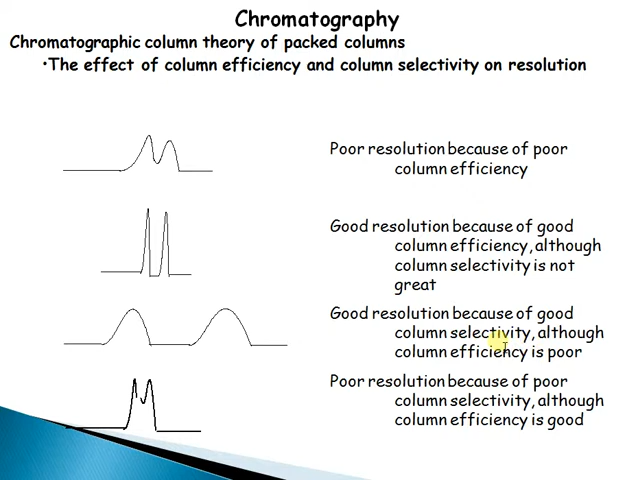 Chromatography
Chromatographic column theory of packed columns
•The effect of column efficiency and column selectivity on resolution
Poor resolution because of poor
column efficiency
Good resolution because of good
column efficiency, although
column selectivity is not
great
Good resolution because of good
column selectivity, although
column efficiency is poor
Poor resolution because of poor
column selectivity, although
column efficiency is good